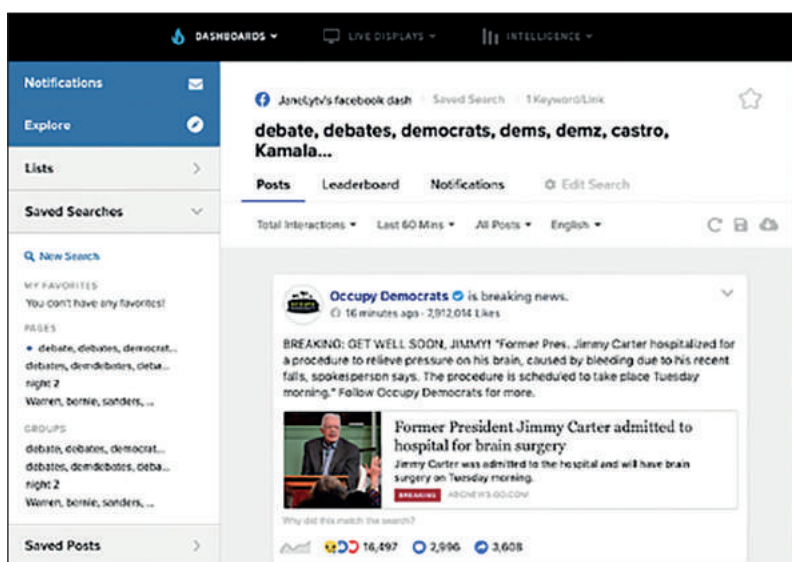 DASHBOARDS
LIVE DISPLAYS
INTELLIGENCE
Notifications
Explore
Lists
Saved Searches
New Search
MY FAVORITES
You don't have any favorites!
PAGES
debate, debates, democrat...
debates, demdebates, deba...
night 2
Warren, bernie, sanders, ...
GROUPS
debate, debates, democrat...
debates, demdebates, deba...
night 2
Warren, bernie, sanders, ...
Saved Posts
JaneLytv's facebook dash Saved Search 1 Keyword/Link
debate, debates, democrats, dems, demz, castro,
Kamala...
Posts Leaderboard Notifications Edit Search
Total Interactions Last 60 Mins All Posts English
Occupy Democrats is breaking news.
16 minutes ago - 2,912,014 Likes
BREAKING: GET WELL SOON, JIMMY! "Former Pres. Jimmy Carter hospitalized for
a procedure to relieve pressure on his brain, caused by bleeding due to his recent
falls, spokesperson says. The procedure is scheduled to take place Tuesday
morning." Follow Occupy Democrats for more.
Former President Jimmy Carter admitted to
hospital for brain surgery
Jimmy Carter was admitted to the hospital and will have brain
surgery on Tuesday morning.
BREAKING ABCNEWS.GO.COM
Why did this match the search?
16,497 2,996 3,608